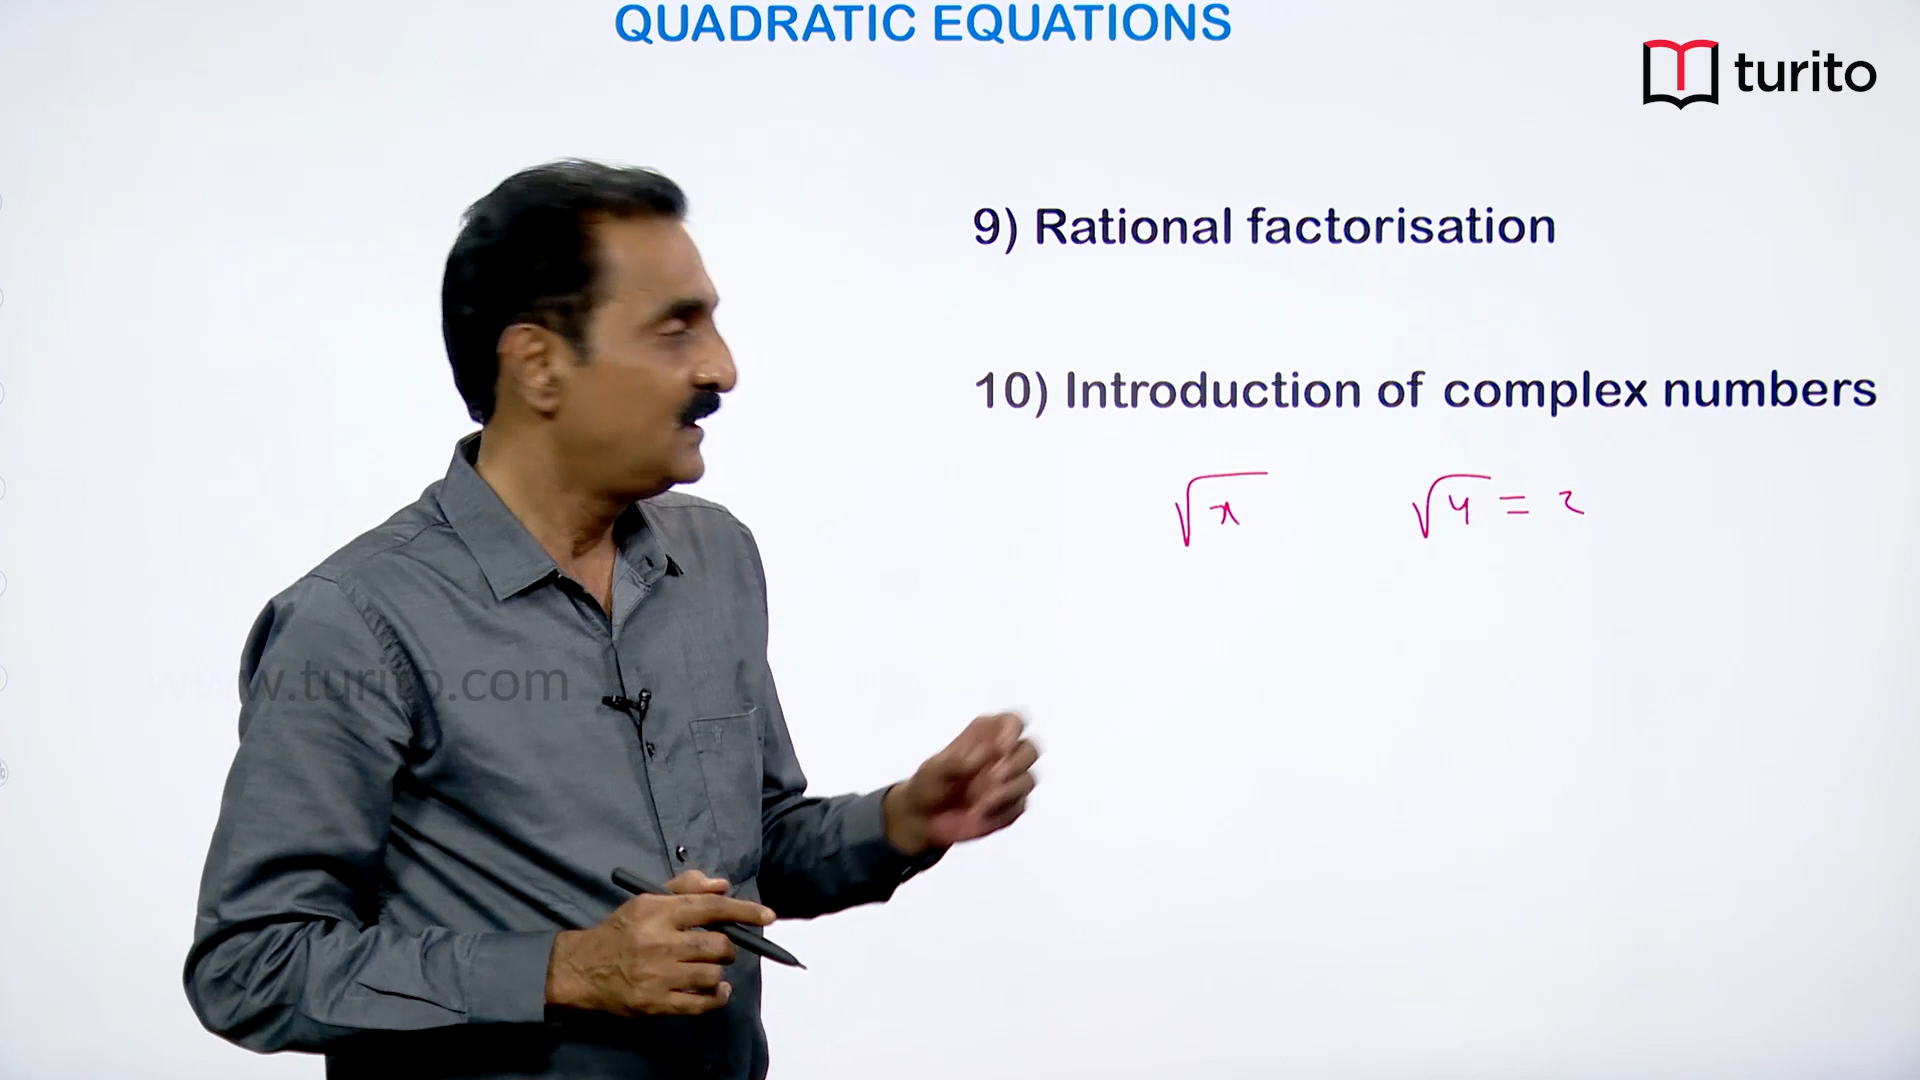 QUADRATIC EQUATIONS
turito
9) Rational factorisation
10) Introduction of complex numbers
√x √4 = 2
www.turito.com